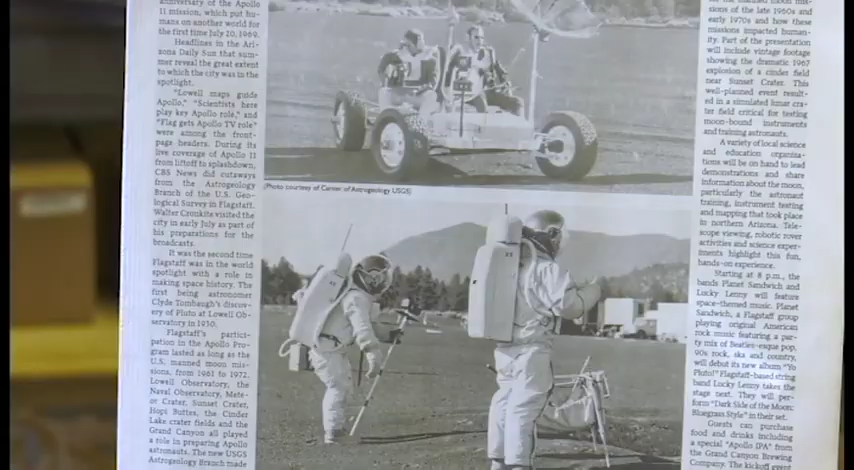 anniversary of the Apollo
11 mission, which put hu-
mans on another world for
the first time July 20, 1969.
Headlines in the Ari-
zona Daily Sun that sum-
mer reveal the great extent
to which the city was in the
spotlight.
"Lowell maps guide
Apollo," "Scientists here
play key Apollo role," and
"Flag gets Apollo TV role"
were among the front-
page headers. During its
live coverage of Apollo 11
from liftoff to splashdown,
CBS News did cutaways
from the Astrogeology
Branch of the U.S. Geo-
logical Survey in Flagstaff.
Walter Cronkite visited the
city in early July as part of
his preparations for the
broadcasts.
It was the second time
Flagstaff was in the world
spotlight with a role in
making space history. The
first being astronomer
Clyde Tombaugh's discov-
ery of Pluto at Lowell Ob-
servatory in 1930.
Flagstaff's partici-
pation in the Apollo Pro-
gram lasted as long as the
U.S. manned moon mis-
sions, from 1961 to 1972.
Lowell Observatory, the
Naval Observatory, Mete-
or Crater, Sunset Crater,
Hopi Buttes, the Cinder
Lake crater fields and the
Grand Canyon all played
a role in preparing Apollo
astronauts. The new USGS
Astrogeology Branch made
(Photo courtesy of Center of Astrogeology USGS)
sions of the late 1960s and
early 1970s and how these
missions impacted human-
ity. Part of the presentation
will include vintage footage
showing the dramatic 1967
explosion of a cinder field
near Sunset Crater. This
well-planned event result-
ed in a simulated lunar cra-
ter field critical for testing
moon-bound instruments
and training astronauts.
A variety of local science
and education organiza-
tions will be on hand to lead
demonstrations and share
information about the moon,
particularly the astronaut
training, instrument testing
and mapping that took place
in northern Arizona. Tele-
scope viewing, robotic rover
activities and science exper-
iments highlight this fun,
hands-on experience.
Starting at 8 p.m., the
bands Planet Sandwich and
Lucky Lenny will feature
space-themed music. Planet
Sandwich, a Flagstaff group
playing original American
rock music featuring a par-
ty mix of Beatles-esque pop,
90s rock, ska and country,
will debut its new album "Yo
Pluto!" Flagstaff-based string
band Lucky Lenny takes the
stage next. They will per-
form "Dark Side of the Moon:
Bluegrass Style" in their set.
Guests can purchase
food and drinks including
a special "Apollo IPA" from
the Grand Canyon Brewing
Company. The kickoff event